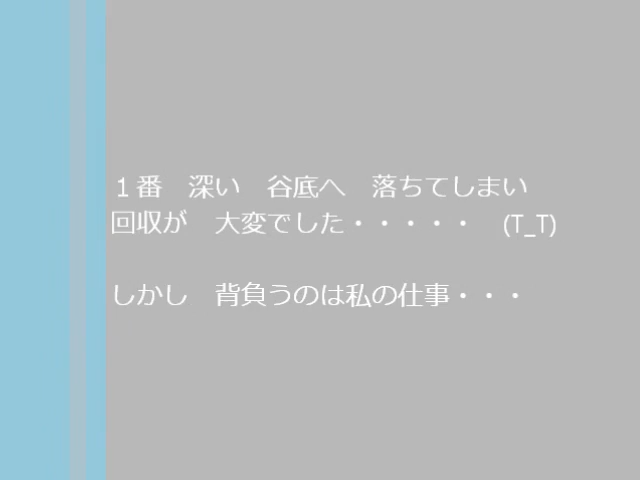 １番　深い　谷底へ　落ちてしまい
回収が　大変でした・・・・・　(T_T)
しかし　背負うのは私の仕事・・・